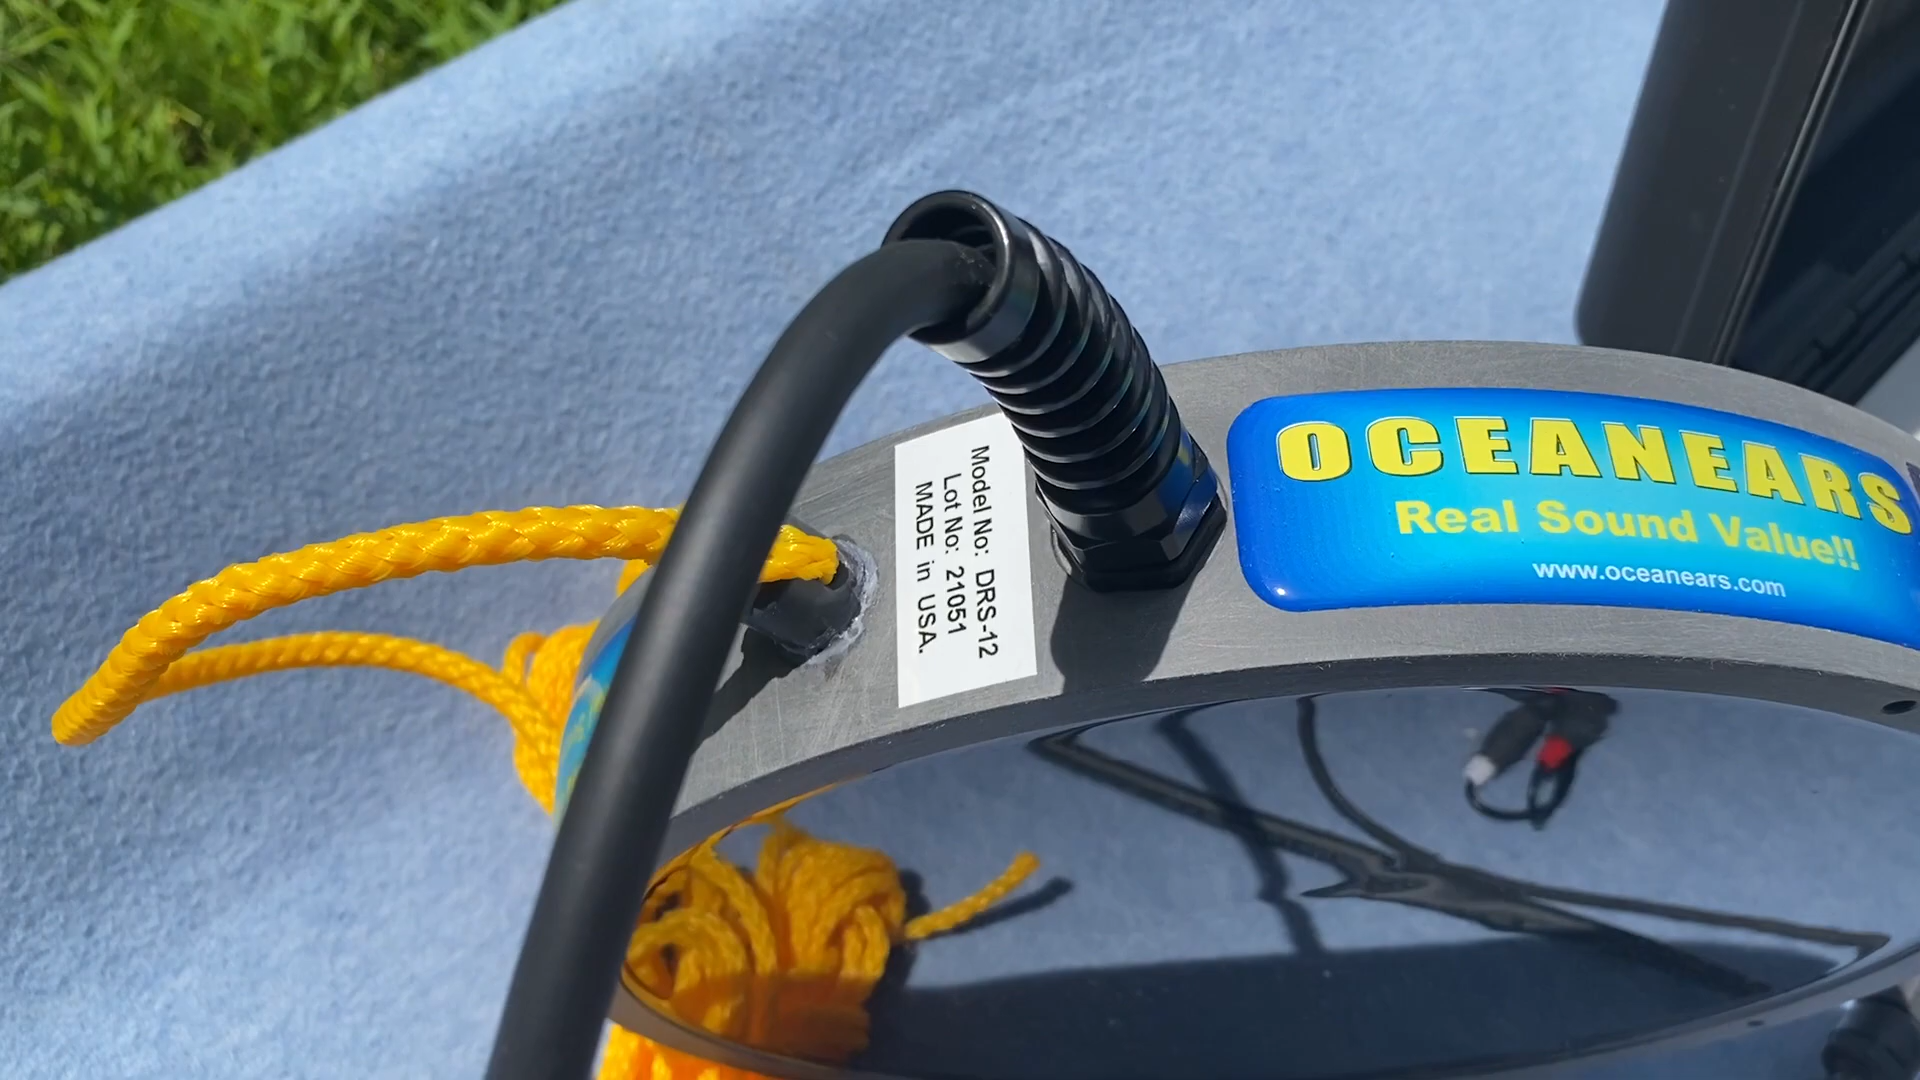 Model No: DRS-12
Lot No: 21051
MADE in USA.
OCEANEARS
Real Sound Value!!
www.oceanears.com